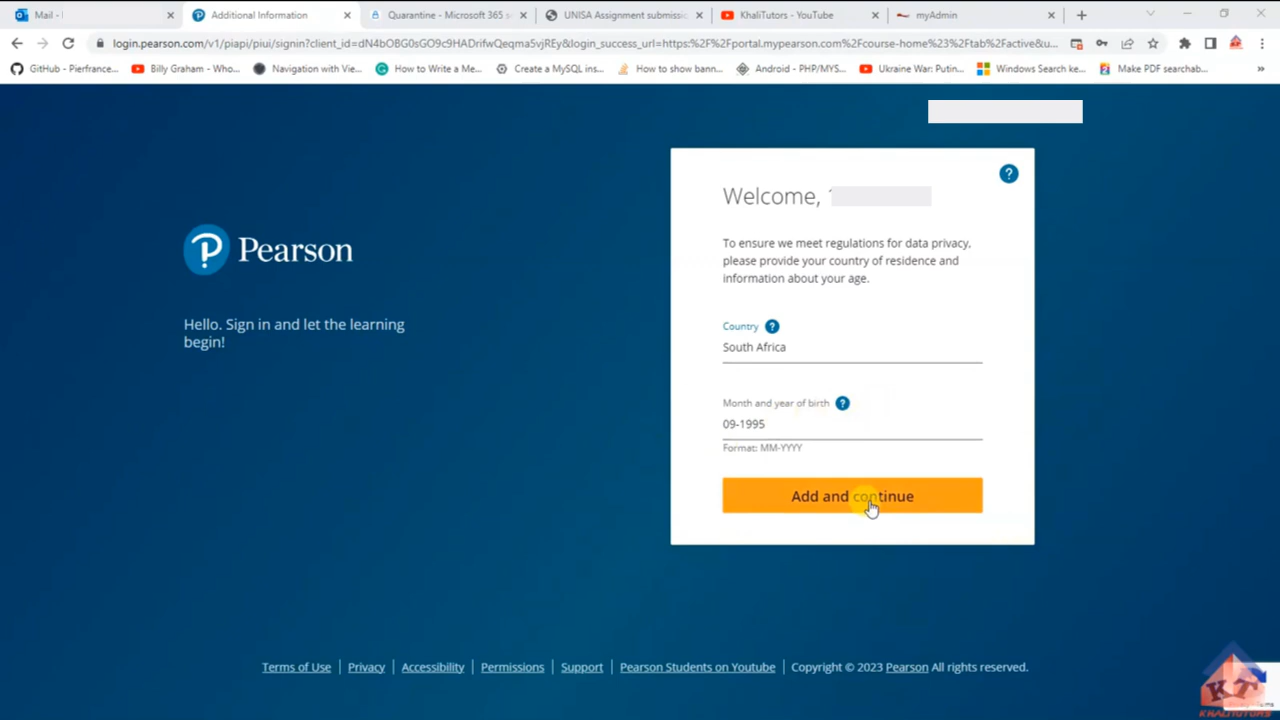 Mail -
Additional Information
Quarantine - Microsoft 365 s
UNISA Assignment submissic
KhaliTutors - YouTube
myAdmin
login.pearson.com/v1/piapi/piui/signin?client_id=dN4bOBG0sGO9c9HADrifwQeqma5vjREy&login_success_url=https:%2F%2Fportal.mypearson.com%2Fcourse-home%23%2Ftab%2Factive&u...
GitHub - Pierfrance...
Billy Graham - Who...
Navigation with Vie...
How to Write a Me...
Create a MySQL ins...
How to show bann...
Android - PHP/MYS...
Ukraine War: Putin...
Windows Search ke...
Make PDF searchab...
»
Welcome,
To ensure we meet regulations for data privacy,
please provide your country of residence and
information about your age.
Pearson
Hello. Sign in and let the learning
begin!
Country ?
South Africa
Month and year of birth ?
09-1995
Format: MM-YYYY
Add and continue
Terms of Use | Privacy | Accessibility | Permissions | Support | Pearson Students on Youtube | Copyright © 2023 Pearson All rights reserved.
KT
KHALITUTORS